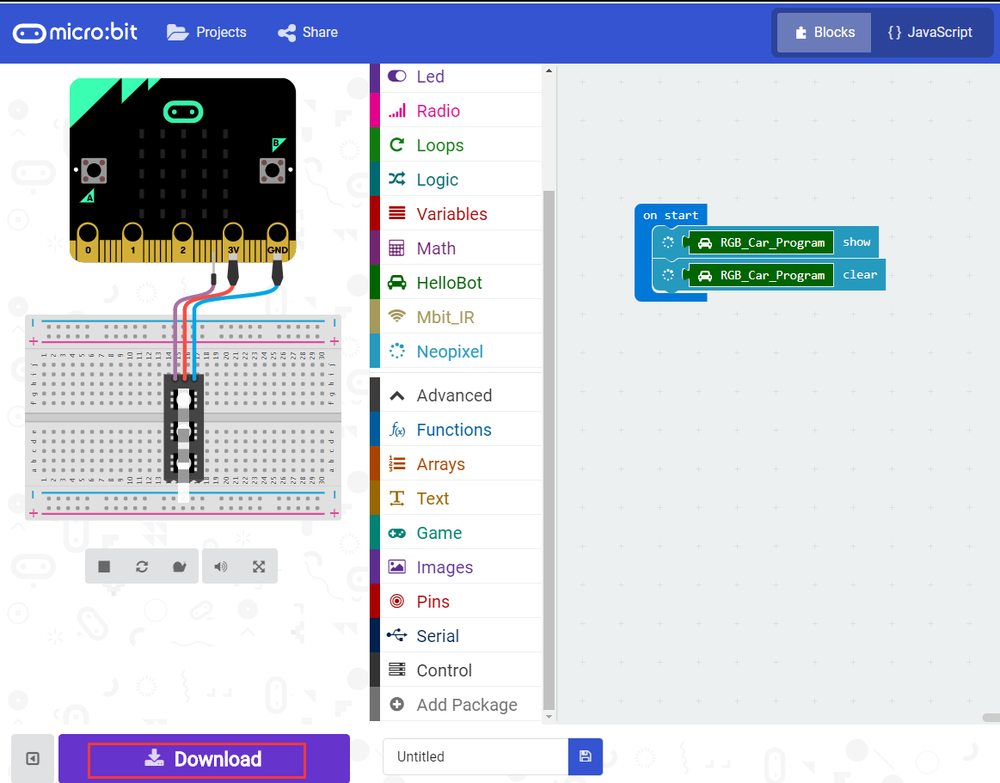 micro:bit
Projects
Share
Blocks
{ } JavaScript
B
A
0
1
2
3V
GND
Led
Radio
Loops
Logic
Variables
Math
HelloBot
Mbit_IR
Neopixel
Advanced
Functions
Arrays
Text
Game
Images
Pins
Serial
Control
Add Package
on start
RGB_Car_Program show
RGB_Car_Program clear
Download
Untitled